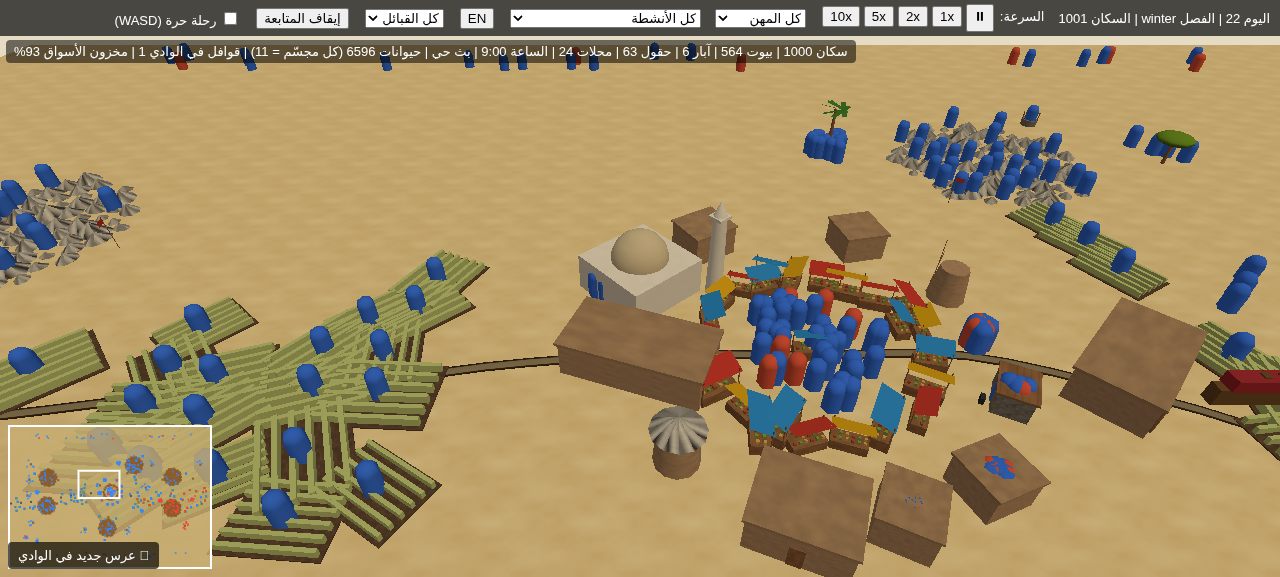 اليوم 22 | الفصل winter | السكان 1001
السرعة: ⏸ 1x 2x 5x 10x كل المهن كل الأنشطة EN كل القبائل إيقاف المتابعة رحلة حرة (WASD)
سكان 1000 | بيوت 564 | آبار 6 | حقول 63 | محلات 24 | الساعة 9:00 | بث حي | حيوانات 6596 (كل مجسّم = 11) | قوافل في الوادي 1 | مخزون الأسواق 93%
عرس جديد في الوادي